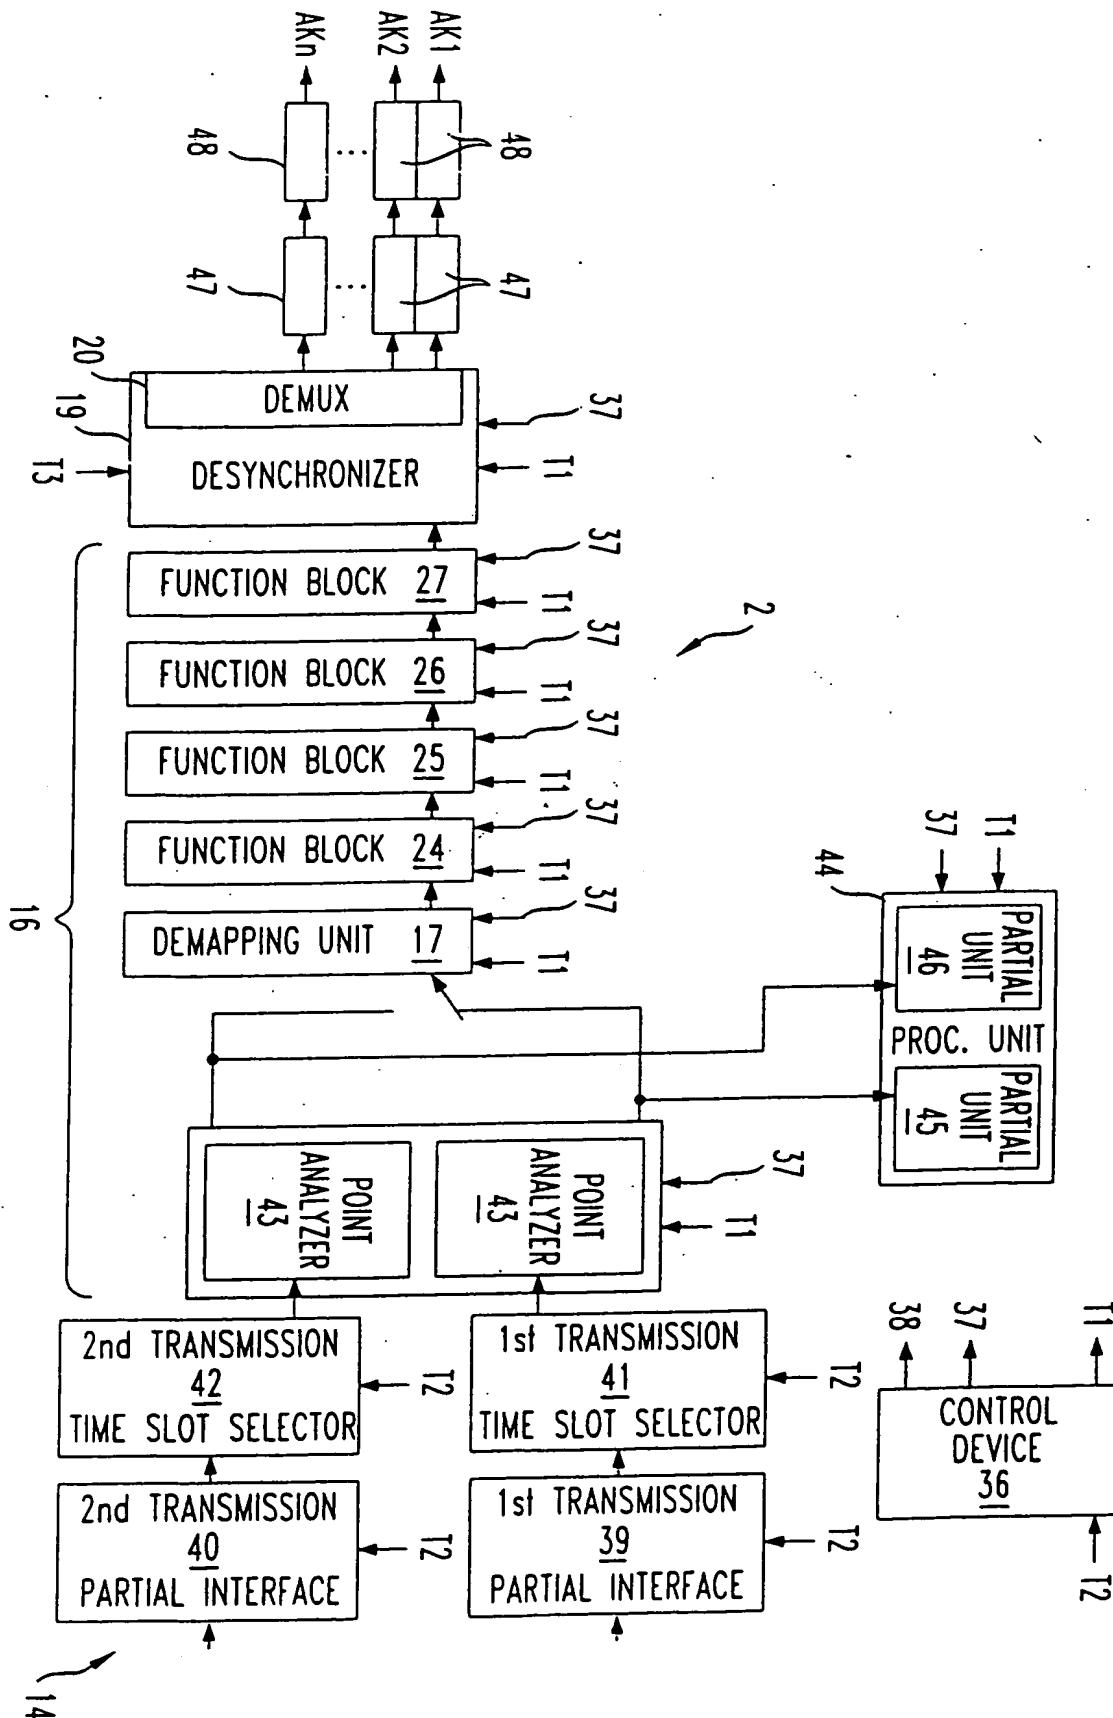 AKn
AK2
AK1
48
48
47
47
20
DEMUX
37
19
DESYNCHRONIZER
T1
T3
37
FUNCTION BLOCK 27
T1
37
FUNCTION BLOCK 26
T1
37
FUNCTION BLOCK 25
T1
37
FUNCTION BLOCK 24
T1
37
DEMAPPING UNIT 17
T1
16
2
37
T1
44
PARTIAL
UNIT
46
PROC. UNIT
PARTIAL
UNIT
45
POINT
ANALYZER
43
POINT
ANALYZER
43
37
T1
2nd TRANSMISSION
42
TIME SLOT SELECTOR
T2
1st TRANSMISSION
41
TIME SLOT SELECTOR
T2
2nd TRANSMISSION
40
PARTIAL INTERFACE
T2
1st TRANSMISSION
39
PARTIAL INTERFACE
T2
38
37
T1
CONTROL
DEVICE
36
T2
14